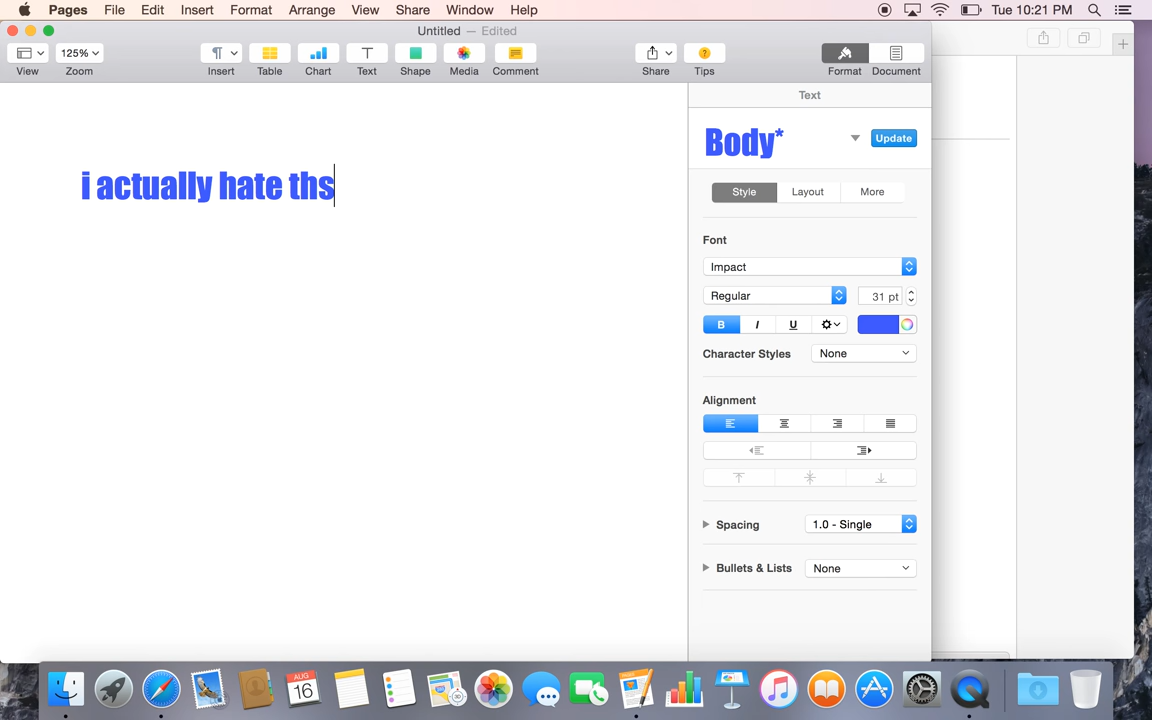 Pages File Edit Insert Format Arrange View Share Window Help Tue 10:21 PM
Untitled — Edited
125%
View Zoom Insert Table Chart Text Shape Media Comment Share Tips Format Document
Text
Body* Update
i actually hate ths
Style Layout More
Font
Impact
Regular 31 pt
B I U
Character Styles None
Alignment
Spacing 1.0 - Single
Bullets & Lists None
AUG
16
3D